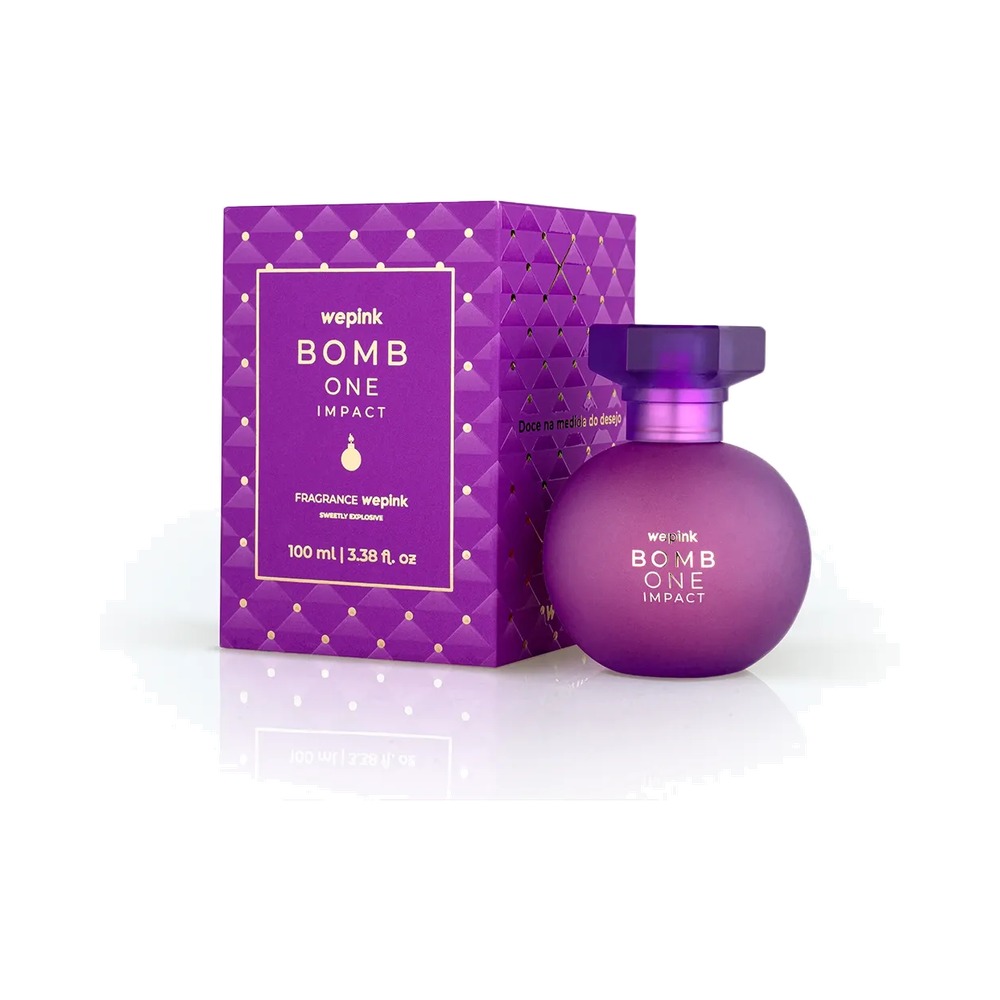 wepink
BOMB
ONE
IMPACT
FRAGRANCE wepink
SWEETLY EXPLOSIVE
100 ml | 3.38 fl. oz
Doce na medida do desejo
wepink
BOMB
ONE
IMPACT